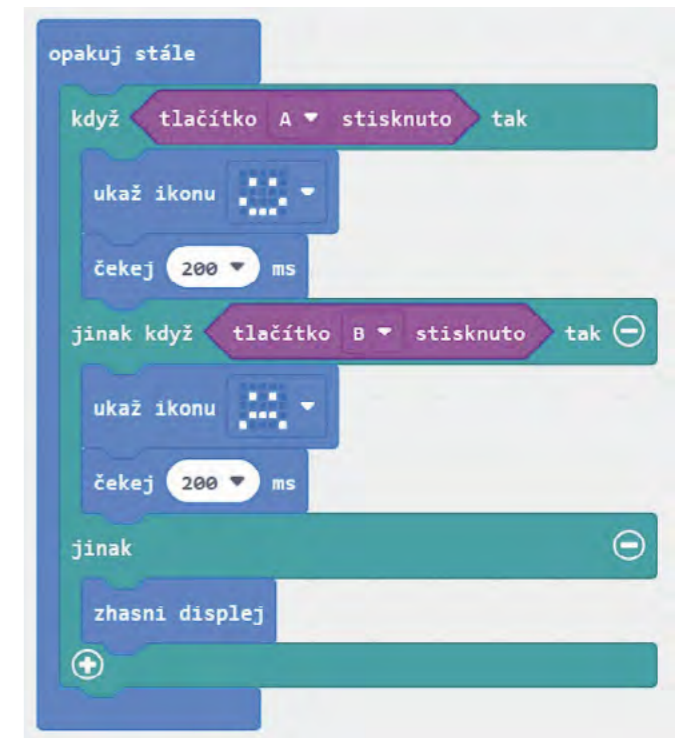 opakuj stále
když tlačítko A stisknuto tak
ukaž ikonu
čekej 200 ms
jinak když tlačítko B stisknuto tak
ukaž ikonu
čekej 200 ms
jinak
zhasni displej